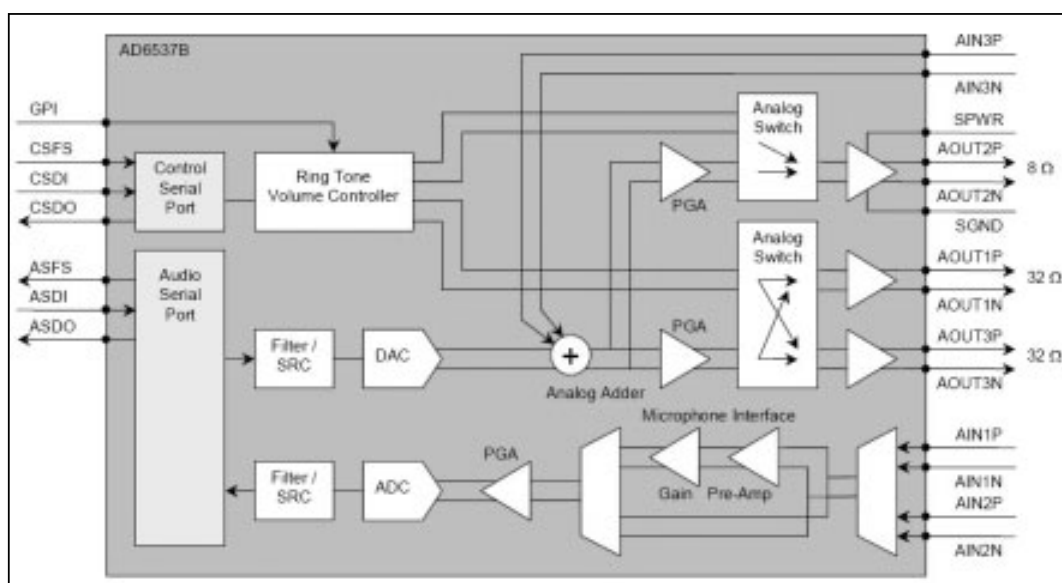 AD6537B
AIN3P
AIN3N
GPI
SPWR
CSFS
CSDI
CSDO
Control
Serial
Port
Ring Tone
Volume Controller
Analog
Switch
PGA
AOUT2P
8 Ω
AOUT2N
SGND
ASFS
ASDI
ASDO
Audio
Serial
Port
Analog
Switch
AOUT1P
32 Ω
AOUT1N
Filter /
SRC
DAC
+
Analog Adder
PGA
AOUT3P
32 Ω
AOUT3N
Microphone Interface
Filter /
SRC
ADC
PGA
Gain
Pre-Amp
AIN1P
AIN1N
AIN2P
AIN2N